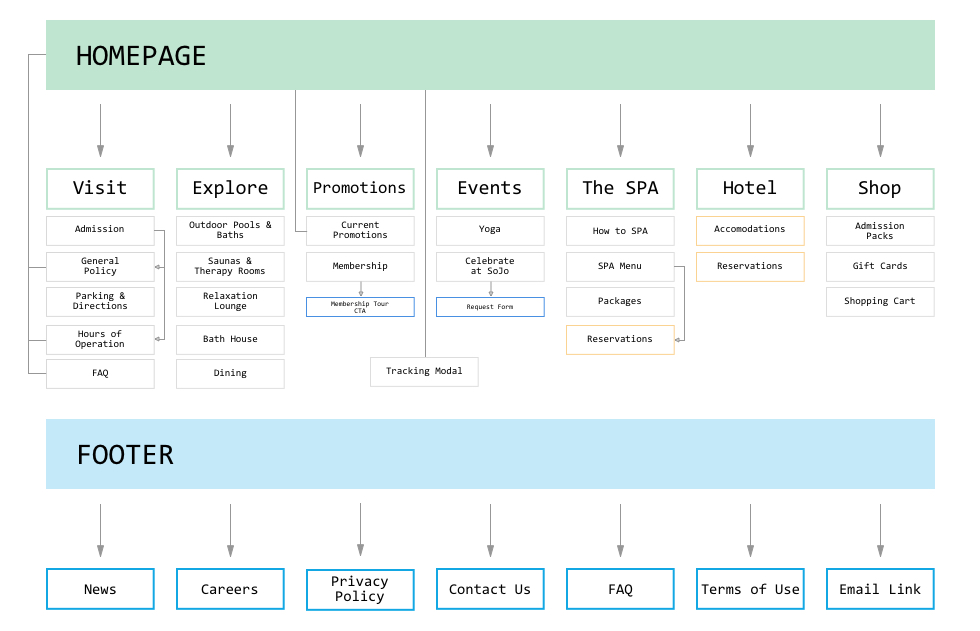 HOMEPAGE
Visit
Explore
Promotions
Events
The SPA
Hotel
Shop
Admission
General
Policy
Parking &
Directions
Hours of
Operation
FAQ
Outdoor Pools &
Baths
Saunas &
Therapy Rooms
Relaxation
Lounge
Bath House
Dining
Current
Promotions
Membership
Membership Tour
CTA
Yoga
Celebrate
at SoJo
Request Form
Tracking Modal
How to SPA
SPA Menu
Packages
Reservations
Accomodations
Reservations
Admission
Packs
Gift Cards
Shopping Cart
FOOTER
News
Careers
Privacy
Policy
Contact Us
FAQ
Terms of Use
Email Link